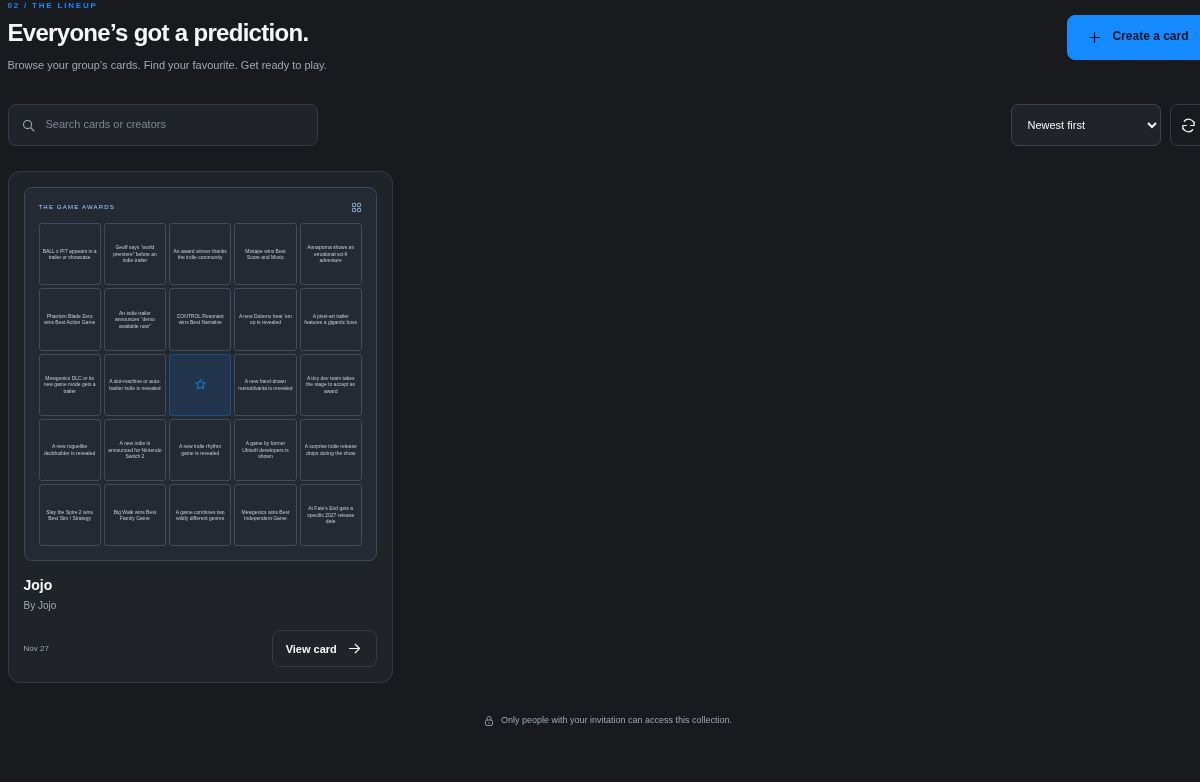 02 / THE LINEUP
Everyone's got a prediction.
Browse your group's cards. Find your favourite. Get ready to play.
Create a card
Search cards or creators
Newest first
THE GAME AWARDS
BALL x PIT appears in a
trailer or showcase
Geoff says "world
premiere" before an
indie trailer
An award winner thanks
the indie community
Mixtape wins Best
Score and Music
Annapurna shows an
emotional sci-fi
adventure
Phantom Blade Zero
wins Best Action Game
An indie trailer
announces "demo
available now"
CONTROL Resonant
wins Best Narrative
A new Dotemu beat 'em
up is revealed
A pixel-art trailer
features a gigantic boss
Mewgenics DLC or its
new game mode gets a
trailer
A slot-machine or auto-
battler indie is revealed
A new hand-drawn
metroidvania is revealed
A tiny dev team takes
the stage to accept an
award
A new roguelike
deckbuilder is revealed
A new indie is
announced for Nintendo
Switch 2
A new indie rhythm
game is revealed
A game by former
Ubisoft developers is
shown
A surprise indie release
drops during the show
Slay the Spire 2 wins
Best Sim / Strategy
Big Walk wins Best
Family Game
A game combines two
wildly different genres
Mewgenics wins Best
Independent Game
At Fate's End gets a
specific 2027 release
date
Jojo
By Jojo
Nov 27
View card
Only people with your invitation can access this collection.